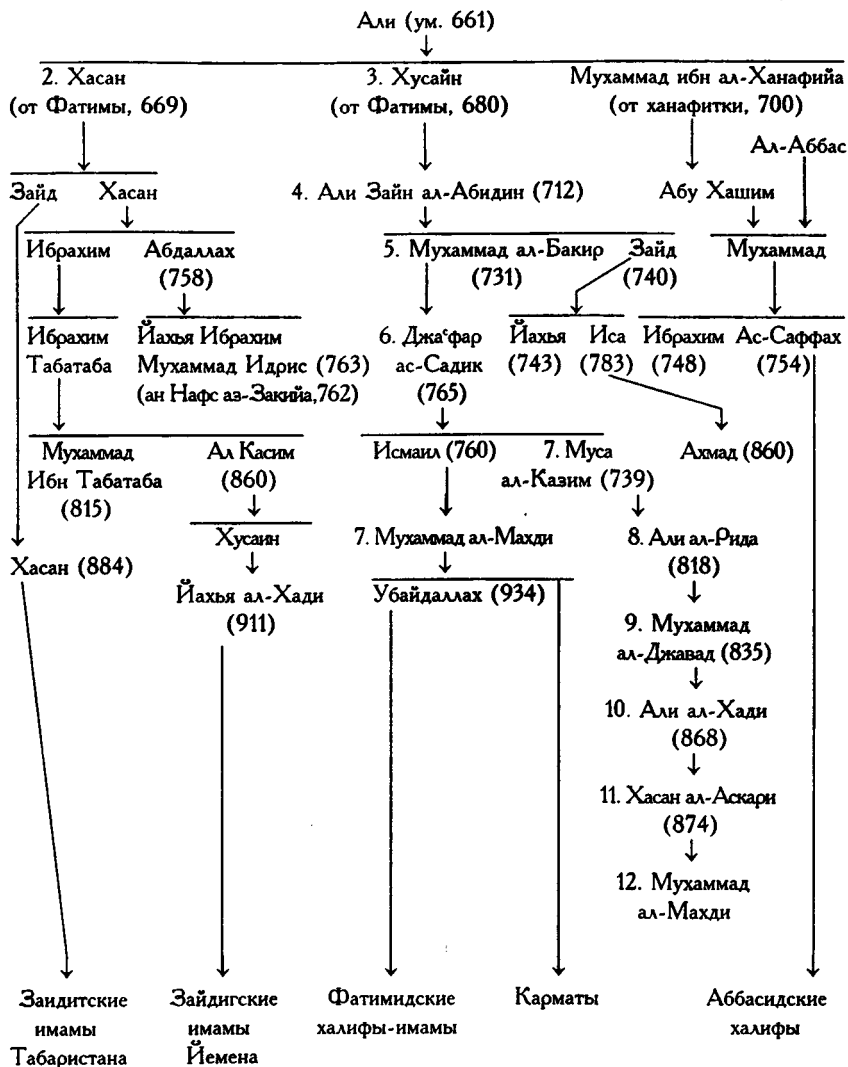 Али (ум. 661)
2. Хасан 3. Хусайн Мухаммад ибн ал-Ханафийа
(от Фатимы, 669) (от Фатимы, 680) (от ханафитки, 700)
Ал-Аббас
Зайд Хасан 4. Али Зайн ал-Абидин (712) Абу Хашим
Ибрахим Абдаллах 5. Мухаммад ал-Бакир Зайд Мухаммад
(758) (731) (740)
Ибрахим Йахья Ибрахим 6. Джаʿфар Йахья Иса Ибрахим Ас-Саффах
Табатаба Мухаммад Идрис (763) ас-Садик (743) (783) (748) (754)
(ан Нафс аз-Закийа,762) (765)
Мухаммад Ал Касим Исмаил (760) 7. Муса Ахмад (860)
Ибн Табатаба (860) ал-Казим (739)
(815)
Хусаин 7. Мухаммад ал-Махди 8. Али ал-Рида
Хасан (884) (818)
Йахья ал-Хади Убайдаллах (934)
(911) 9. Мухаммад
ал-Джавад (835)
10. Али ал-Хади
(868)
11. Хасан ал-Аскари
(874)
12. Мухаммад
ал-Махди
Заидитские Зайдигские Фатимидские Карматы Аббасидские
имамы имамы халифы-имамы халифы
Табаристана Йемена